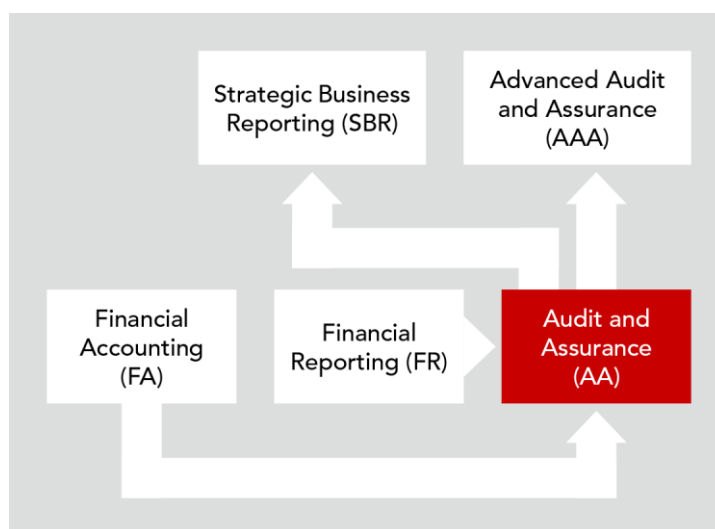 Strategic Business
Reporting (SBR)
Advanced Audit
and Assurance
(AAA)
Financial
Accounting
(FA)
Financial
Reporting (FR)
Audit and
Assurance
(AA)